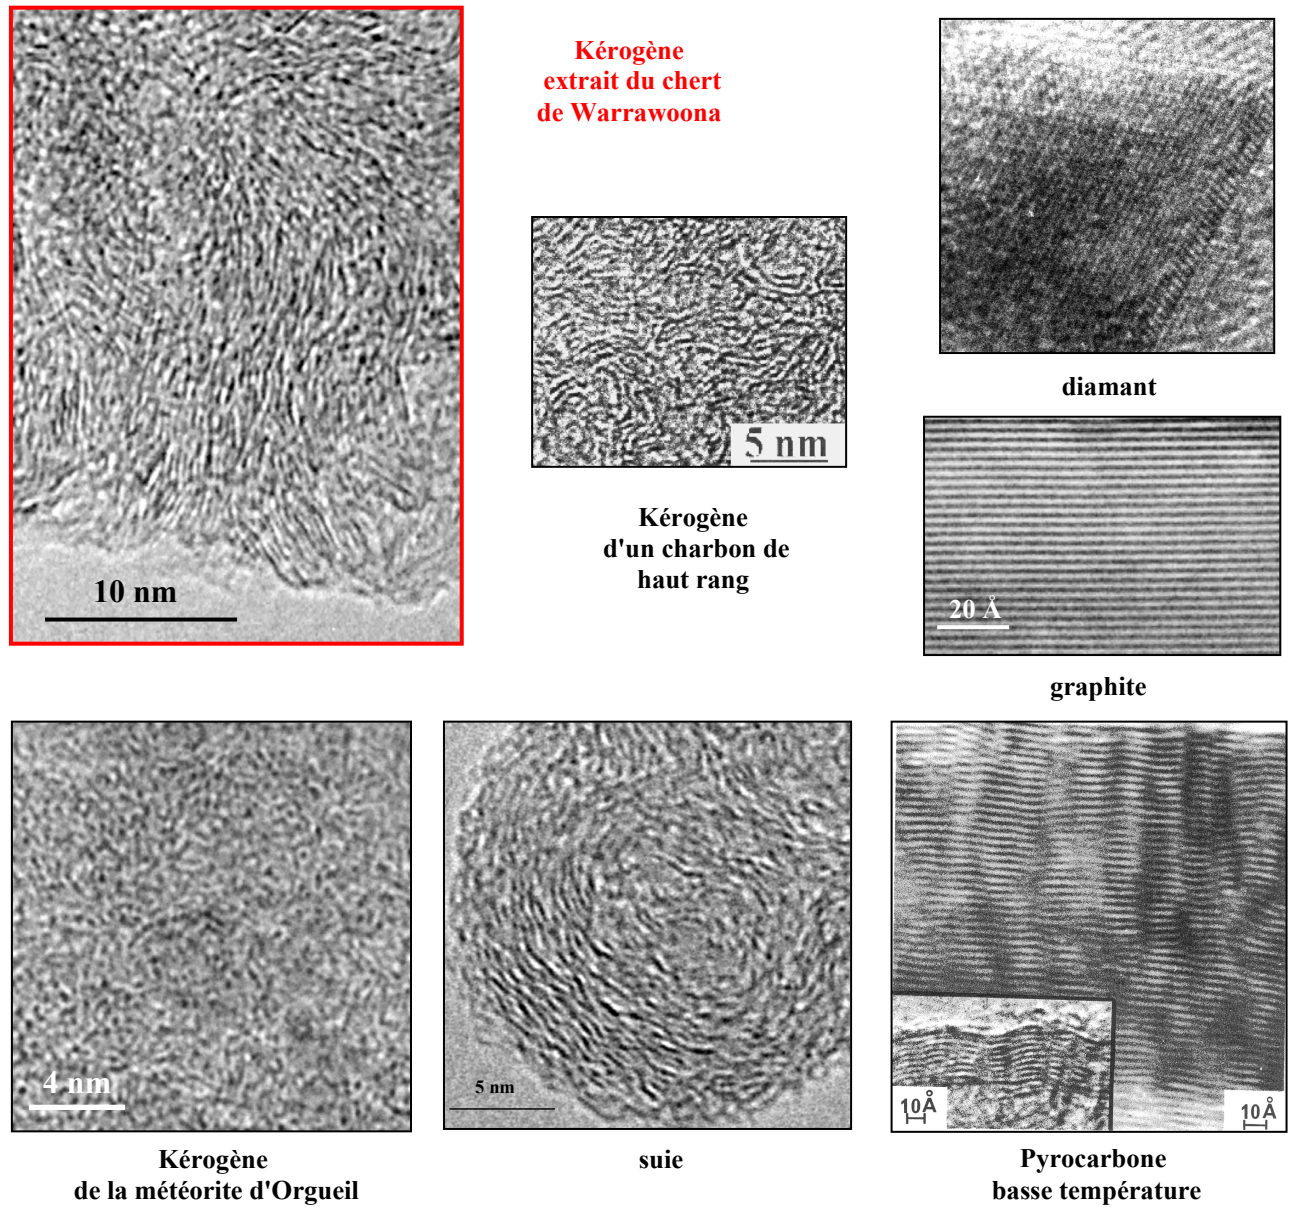 Kérogène
extrait du chert
de Warrawoona
10 nm
5 nm
Kérogène
d'un charbon de
haut rang
diamant
20 Å
graphite
4 nm
Kérogène
de la météorite d'Orgueil
5 nm
suie
10Å
10Å
Pyrocarbone
basse température